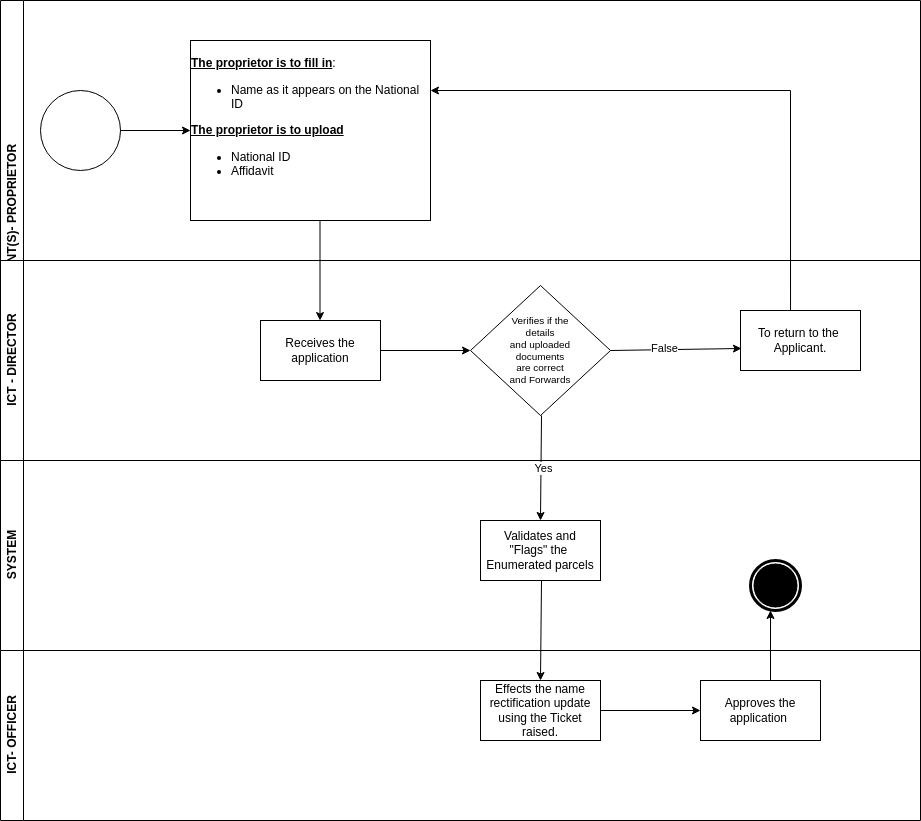 NT(S)- PROPRIETOR
The proprietor is to fill in:
• Name as it appears on the National
ID
The proprietor is to upload
• National ID
• Affidavit
ICT - DIRECTOR
Receives the
application
Verifies if the
details
and uploaded
documents
are correct
and Forwards
False
To return to the
Applicant.
Yes
SYSTEM
Validates and
"Flags" the
Enumerated parcels
ICT- OFFICER
Effects the name
rectification update
using the Ticket
raised.
Approves the
application